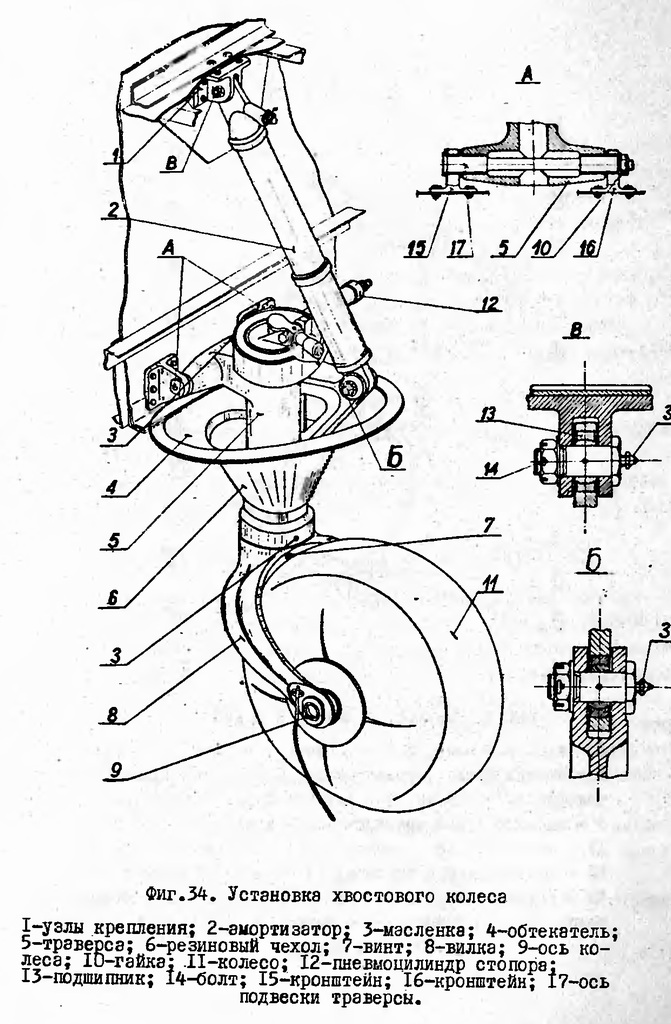 А
1
В
2
15 17 5 10 16
А
12
В
3
13
3
4
Б
14
5
7
Б
6
11
3
3
8
9
Фиг.34. Установка хвостового колеса
I-узлы крепления; 2-амортизатор; 3-масленка; 4-обтекатель;
5-траверса; 6-резиновый чехол; 7-винт; 8-вилка; 9-ось ко-
леса; I0-гайка; II-колесо; I2-пневмоцилиндр стопора;
I3-подшипник; I4-болт; I5-кронштейн; I6-кронштейн; I7-ось
подвески траверсы.